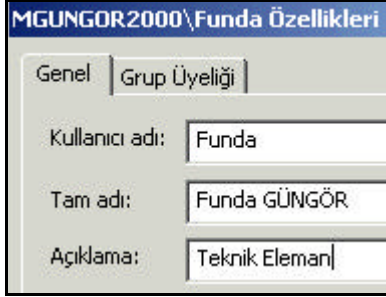 MGUNGOR2000\Funda Özellikleri
Genel Grup Üyeliği
Kullanıcı adı: Funda
Tam adı: Funda GÜNGÖR
Açıklama: Teknik Eleman